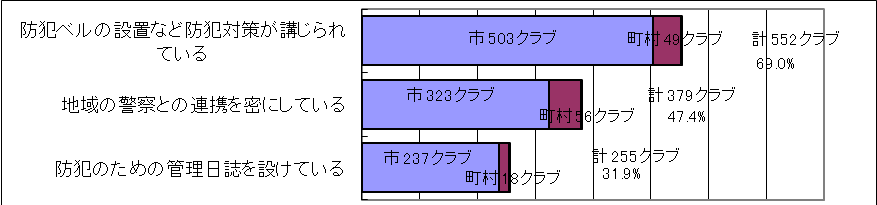 防犯ベルの設置など防犯対策が講じられ
ている
市503クラブ
町村49クラブ
計552クラブ
69.0%
地域の警察との連携を密にしている
市323クラブ
町村56クラブ
計379クラブ
47.4%
防犯のための管理日誌を設けている
市237クラブ
町村18クラブ
計255クラブ
31.9%